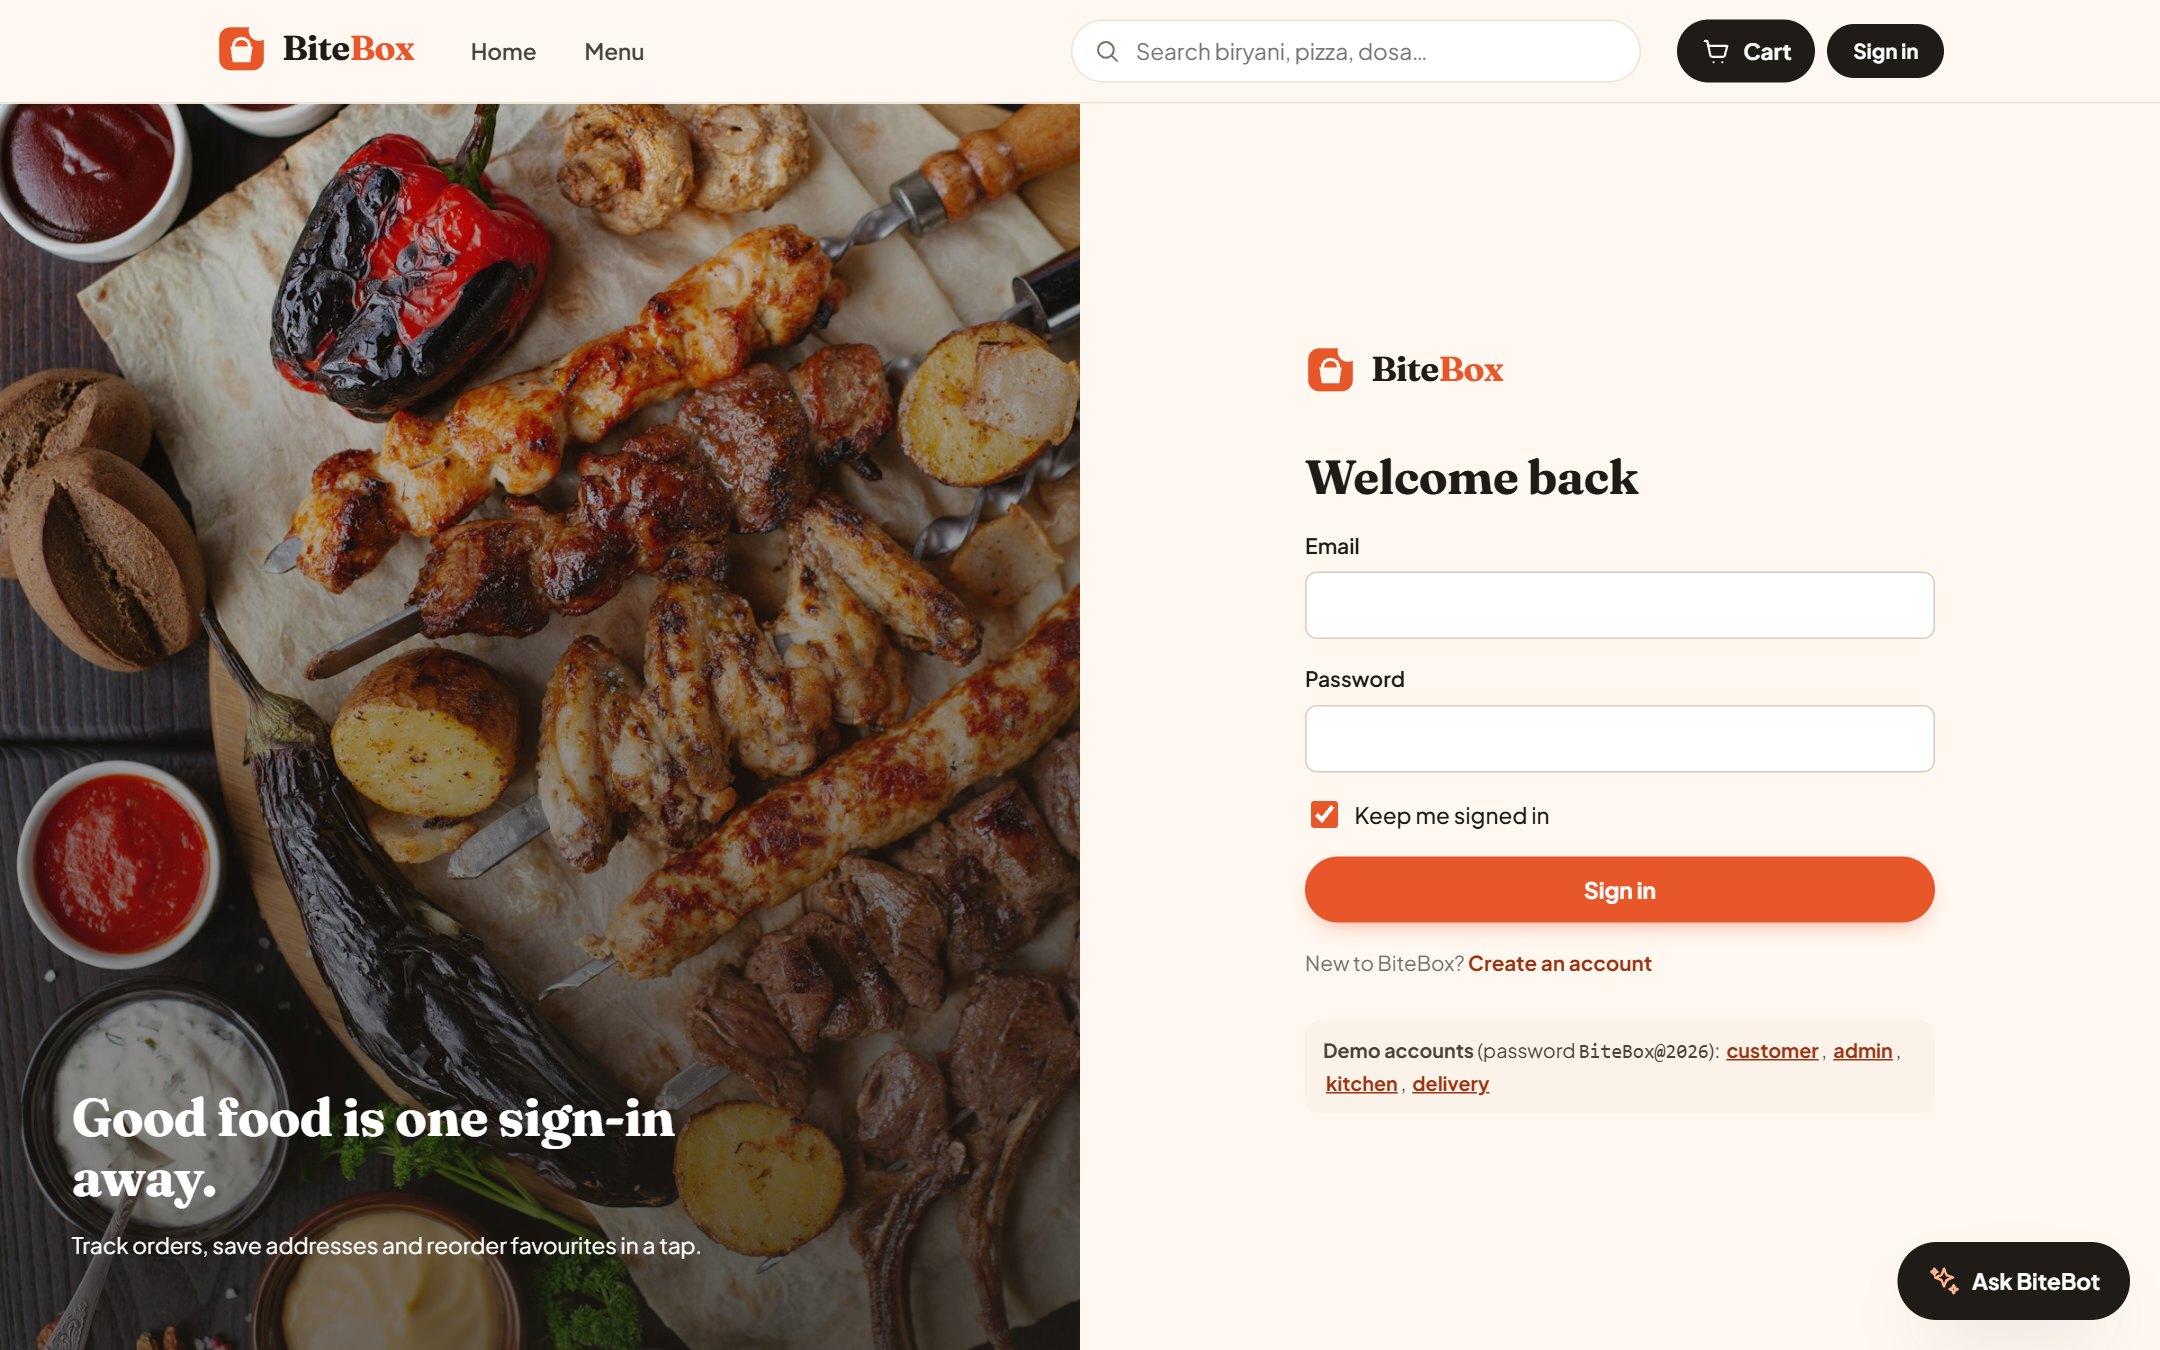 BiteBox
Home
Menu
Search biryani, pizza, dosa...
Cart
Sign in
Good food is one sign-in
away.
Track orders, save addresses and reorder favourites in a tap.
BiteBox
Welcome back
Email
Password
Keep me signed in
Sign in
New to BiteBox? Create an account
Demo accounts (password BiteBox@2026): customer, admin,
kitchen, delivery
Ask BiteBot